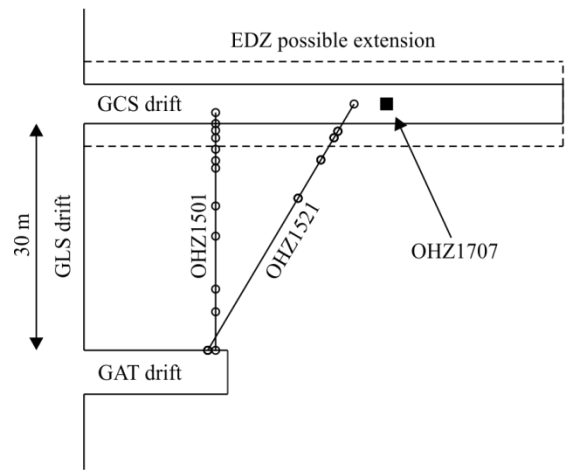 EDZ possible extension
GCS drift
30 m
GLS drift
OHZ1501
OHZ1521
OHZ1707
GAT drift